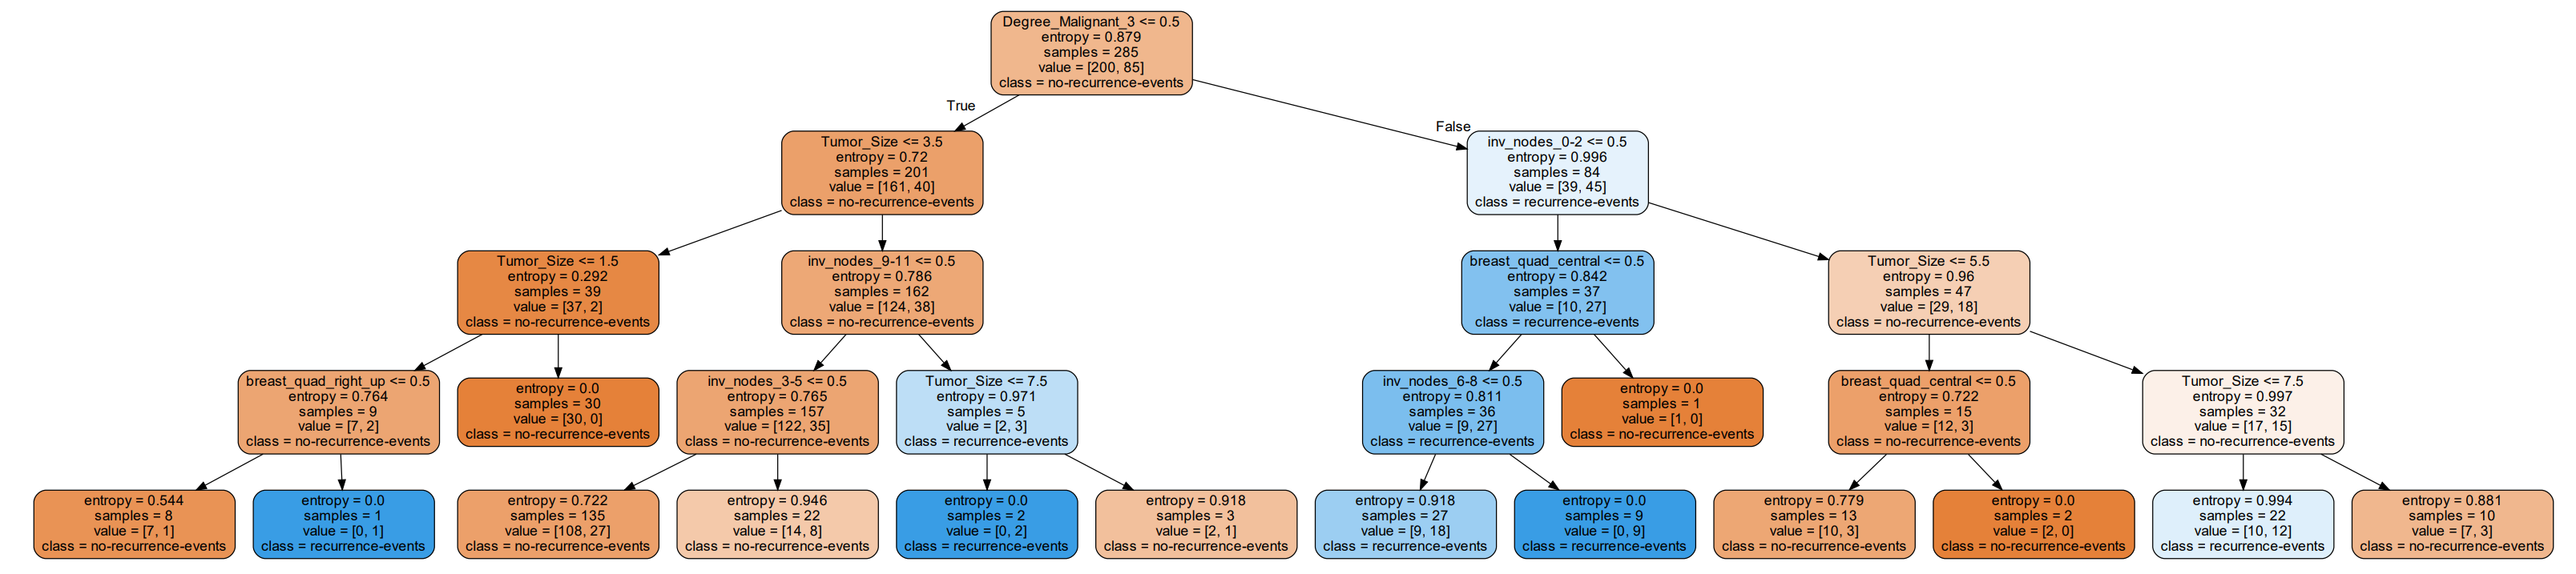 Degree_Malignant_3 <= 0.5
entropy = 0.879
samples = 285
value = [200, 85]
class = no-recurrence-events
True
False
Tumor_Size <= 3.5
entropy = 0.72
samples = 201
value = [161, 40]
class = no-recurrence-events
inv_nodes_0-2 <= 0.5
entropy = 0.996
samples = 84
value = [39, 45]
class = recurrence-events
Tumor_Size <= 1.5
entropy = 0.292
samples = 39
value = [37, 2]
class = no-recurrence-events
inv_nodes_9-11 <= 0.5
entropy = 0.786
samples = 162
value = [124, 38]
class = no-recurrence-events
breast_quad_central <= 0.5
entropy = 0.842
samples = 37
value = [10, 27]
class = recurrence-events
Tumor_Size <= 5.5
entropy = 0.96
samples = 47
value = [29, 18]
class = no-recurrence-events
breast_quad_right_up <= 0.5
entropy = 0.764
samples = 9
value = [7, 2]
class = no-recurrence-events
entropy = 0.0
samples = 30
value = [30, 0]
class = no-recurrence-events
inv_nodes_3-5 <= 0.5
entropy = 0.765
samples = 157
value = [122, 35]
class = no-recurrence-events
Tumor_Size <= 7.5
entropy = 0.971
samples = 5
value = [2, 3]
class = recurrence-events
inv_nodes_6-8 <= 0.5
entropy = 0.811
samples = 36
value = [9, 27]
class = recurrence-events
entropy = 0.0
samples = 1
value = [1, 0]
class = no-recurrence-events
breast_quad_central <= 0.5
entropy = 0.722
samples = 15
value = [12, 3]
class = no-recurrence-events
Tumor_Size <= 7.5
entropy = 0.997
samples = 32
value = [17, 15]
class = no-recurrence-events
entropy = 0.544
samples = 8
value = [7, 1]
class = no-recurrence-events
entropy = 0.0
samples = 1
value = [0, 1]
class = recurrence-events
entropy = 0.722
samples = 135
value = [108, 27]
class = no-recurrence-events
entropy = 0.946
samples = 22
value = [14, 8]
class = no-recurrence-events
entropy = 0.0
samples = 2
value = [0, 2]
class = recurrence-events
entropy = 0.918
samples = 3
value = [2, 1]
class = no-recurrence-events
entropy = 0.918
samples = 27
value = [9, 18]
class = recurrence-events
entropy = 0.0
samples = 9
value = [0, 9]
class = recurrence-events
entropy = 0.779
samples = 13
value = [10, 3]
class = no-recurrence-events
entropy = 0.0
samples = 2
value = [2, 0]
class = no-recurrence-events
entropy = 0.994
samples = 22
value = [10, 12]
class = recurrence-events
entropy = 0.881
samples = 10
value = [7, 3]
class = no-recurrence-events